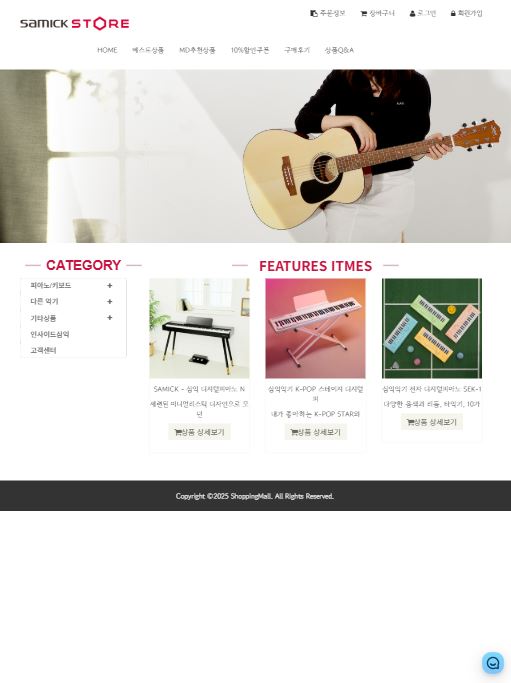 주문정보 장바구니 로그인 회원가입
SAMICK STORE
HOME 베스트상품 MD추천상품 10%할인쿠폰 구매후기 상품Q&A
CATEGORY
피아노/키보드 +
다른 악기 +
기타상품 +
인사이드삼익
고객센터
FEATURES ITMES
SAMICK - 삼익 디지털피아노 N
세련된 미니멀리스틱 디자인으로 모던
상품 상세보기
삼익악기 K-POP 스테이지 디지털피
내가 좋아하는 K-POP STAR와
상품 상세보기
삼익악기 전자 디지털피아노 SEK-1
다양한 음색과 리듬, 타악기, 10가
상품 상세보기
Copyright ©2025 ShoppingMall. All Rights Reserved.